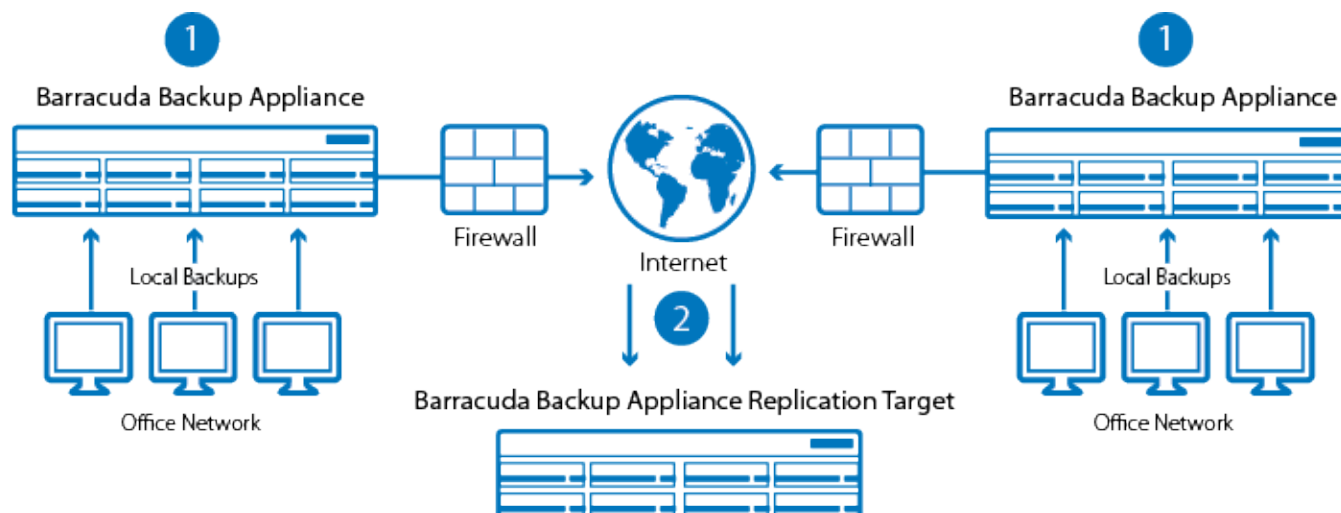 1
Barracuda Backup Appliance
Firewall
Local Backups
Office Network
Internet
2
Barracuda Backup Appliance Replication Target
1
Barracuda Backup Appliance
Firewall
Local Backups
Office Network